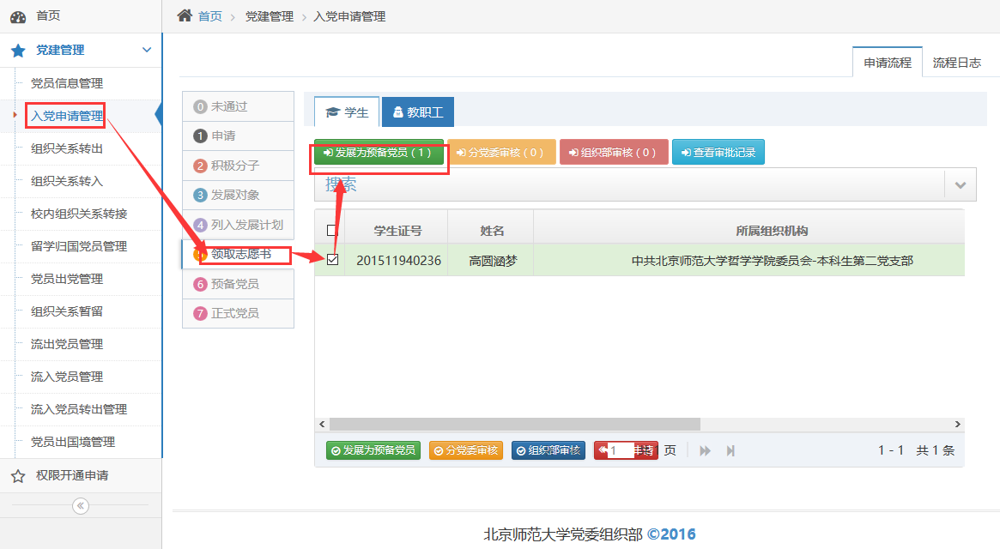 首页
党建管理
党员信息管理
入党申请管理
组织关系转出
组织关系转入
校内组织关系转接
留学归国党员管理
党员出党管理
组织关系暂留
流出党员管理
流入党员管理
流入党员转出管理
党员出国境管理
权限开通申请
首页 > 党建管理 > 入党申请管理
申请流程 流程日志
0 未通过
1 申请
2 积极分子
3 发展对象
4 列入发展计划
领取志愿书
6 预备党员
7 正式党员
学生 教职工
发展为预备党员（1） 分党委审核（0） 组织部审核（0） 查看审批记录
搜索
学生证号 姓名 所属组织机构
201511940236 高圆涵梦 中共北京师范大学哲学学院委员会-本科生第二党支部
发展为预备党员 分党委审核 组织部审核 1 申请 1 页 1 - 1 共 1 条
北京师范大学党委组织部 ©2016